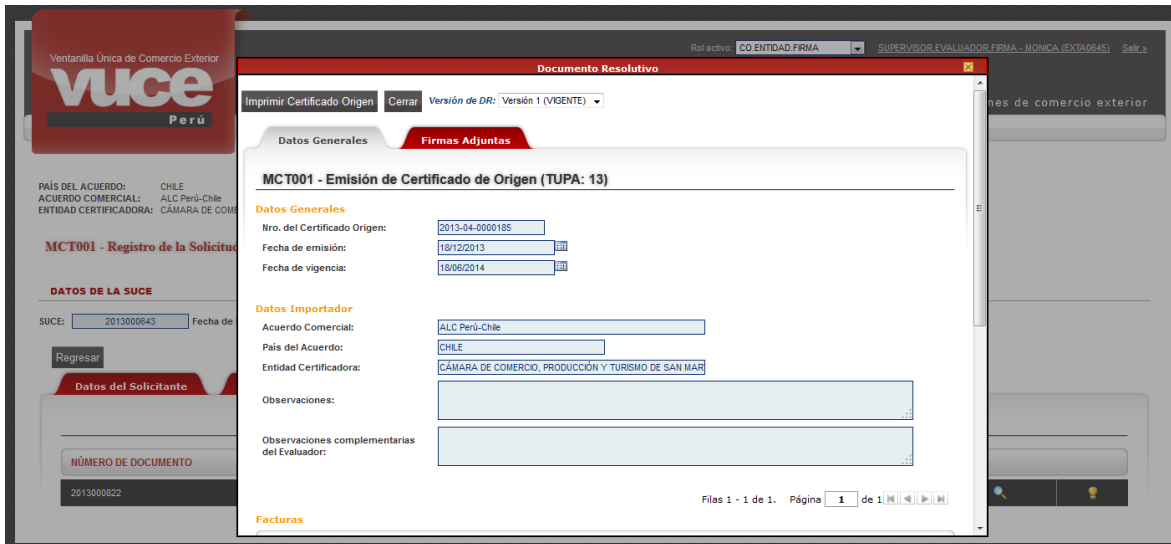 Ventanilla Única de Comercio Exterior
vuce
Perú
Rol activo: CO.ENTIDAD.FIRMA SUPERVISOR.EVALUADOR.FIRMA - MONICA (EXTA0645) Salir »
nes de comercio exterior
PAÍS DEL ACUERDO: CHILE
ACUERDO COMERCIAL: ALC Perú-Chile
ENTIDAD CERTIFICADORA: CÁMARA DE COME
MCT001 - Registro de la Solicitud
DATOS DE LA SUCE
SUCE: 2013000643 Fecha de
Regresar
Datos del Solicitante
NÚMERO DE DOCUMENTO
2013000822
Documento Resolutivo
Imprimir Certificado Origen Cerrar Versión de DR: Versión 1 (VIGENTE)
Datos Generales Firmas Adjuntas
MCT001 - Emisión de Certificado de Origen (TUPA: 13)
Datos Generales
Nro. del Certificado Origen: 2013-04-0000185
Fecha de emisión: 18/12/2013
Fecha de vigencia: 18/06/2014
Datos Importador
Acuerdo Comercial: ALC Perú-Chile
País del Acuerdo: CHILE
Entidad Certificadora: CÁMARA DE COMERCIO, PRODUCCIÓN Y TURISMO DE SAN MAR
Observaciones:
Observaciones complementarias
del Evaluador:
Filas 1 - 1 de 1. Página 1 de 1
Facturas